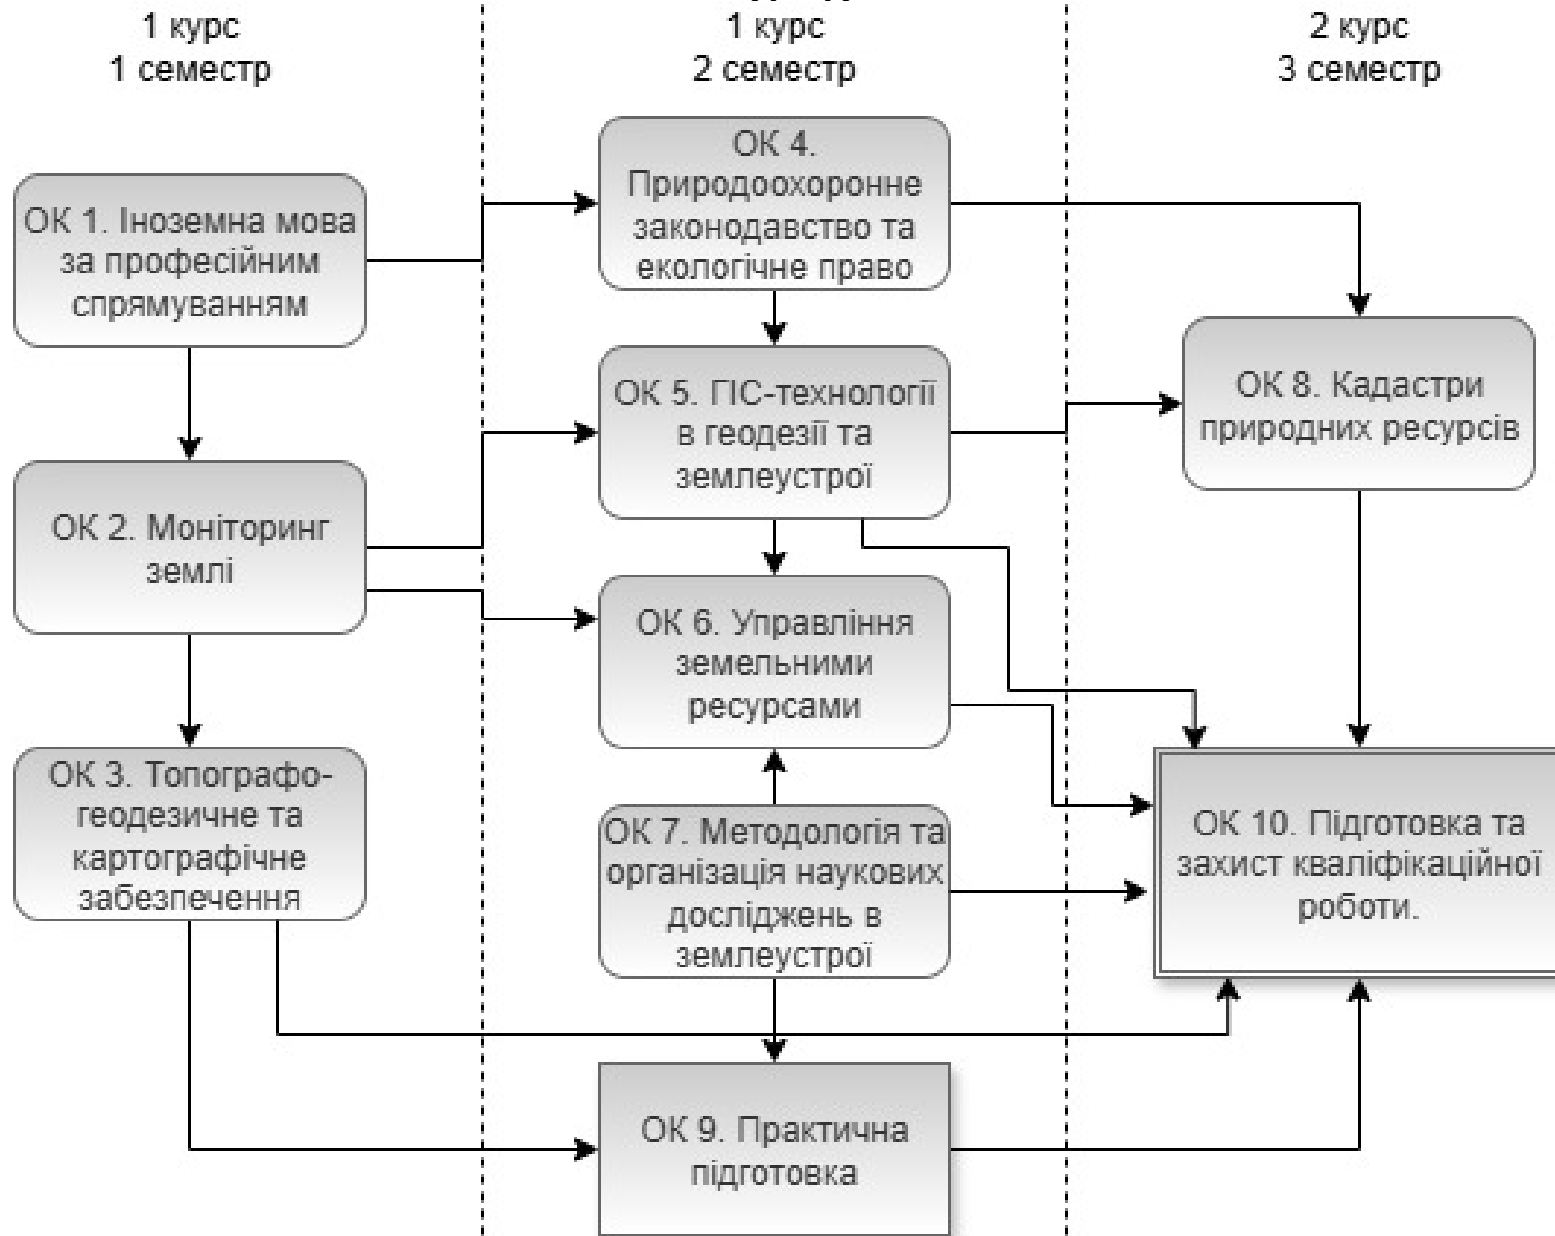 1 курс
1 семестр
1 курс
2 семестр
2 курс
3 семестр
ОК 1. Іноземна мова
за професійним
спрямуванням
ОК 2. Моніторинг
землі
ОК 3. Топографо-
геодезичне та
картографічне
забезпечення
ОК 4.
Природоохоронне
законодавство та
екологічне право
ОК 5. ГІС-технології
в геодезії та
землеустрої
ОК 6. Управління
земельними
ресурсами
ОК 7. Методологія та
організація наукових
досліджень в
землеустрої
ОК 9. Практична
підготовка
ОК 8. Кадастри
природних ресурсів
ОК 10. Підготовка та
захист кваліфікаційної
роботи.